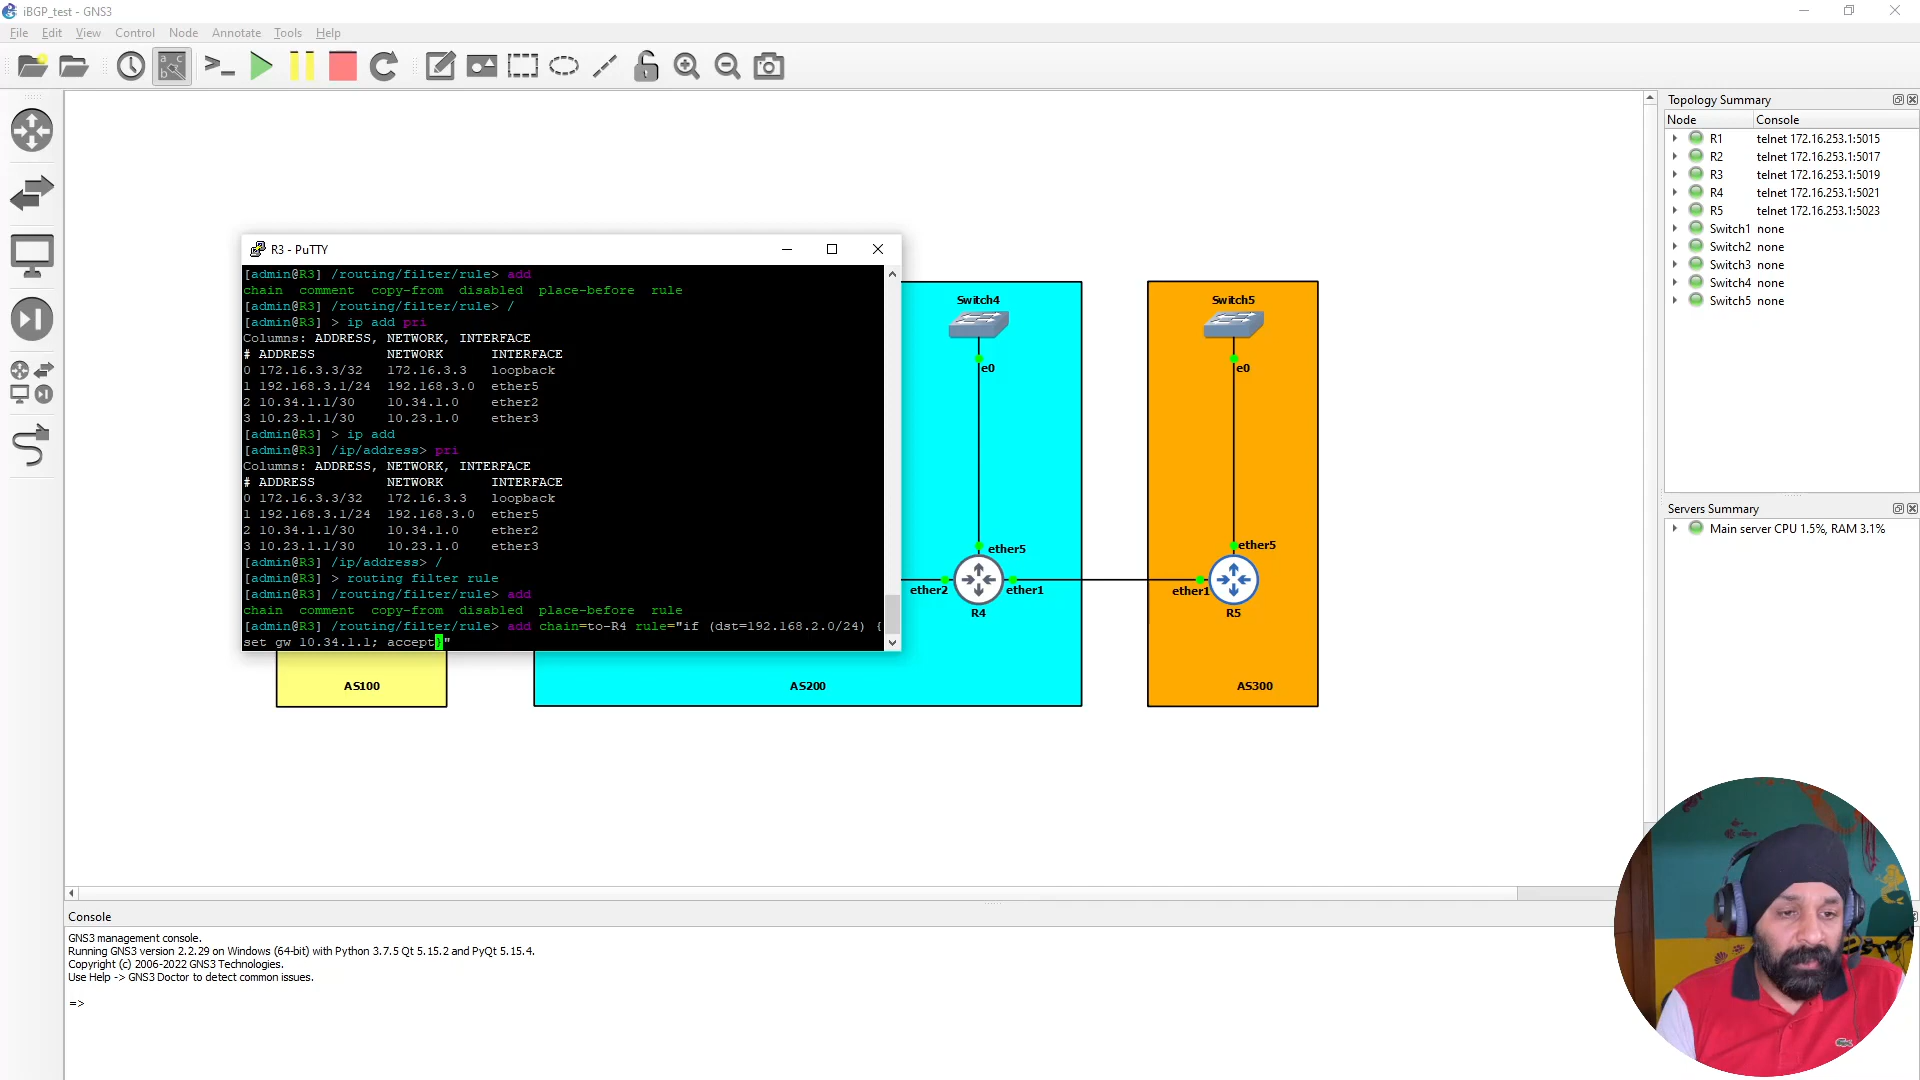 iBGP_test - GNS3
File Edit View Control Node Annotate Tools Help
Topology Summary
Node Console
R1 telnet 172.16.253.1:5015
R2 telnet 172.16.253.1:5017
R3 telnet 172.16.253.1:5019
R4 telnet 172.16.253.1:5021
R5 telnet 172.16.253.1:5023
Switch1 none
Switch2 none
Switch3 none
Switch4 none
Switch5 none
Servers Summary
Main server CPU 1.5%, RAM 3.1%
R3 - PuTTY
[admin@R3] /routing/filter/rule> add
chain comment copy-from disabled place-before rule
[admin@R3] /routing/filter/rule> /
[admin@R3] > ip add pri
Columns: ADDRESS, NETWORK, INTERFACE
# ADDRESS NETWORK INTERFACE
0 172.16.3.3/32 172.16.3.3 loopback
1 192.168.3.1/24 192.168.3.0 ether5
2 10.34.1.1/30 10.34.1.0 ether2
3 10.23.1.1/30 10.23.1.0 ether3
[admin@R3] > ip add
[admin@R3] /ip/address> pri
Columns: ADDRESS, NETWORK, INTERFACE
# ADDRESS NETWORK INTERFACE
0 172.16.3.3/32 172.16.3.3 loopback
1 192.168.3.1/24 192.168.3.0 ether5
2 10.34.1.1/30 10.34.1.0 ether2
3 10.23.1.1/30 10.23.1.0 ether3
[admin@R3] /ip/address> /
[admin@R3] > routing filter rule
[admin@R3] /routing/filter/rule> add
chain comment copy-from disabled place-before rule
[admin@R3] /routing/filter/rule> add chain=to-R4 rule="if (dst=192.168.2.0/24) {
set gw 10.34.1.1; accept}"
Switch4
e0
ether5
ether2 ether1
R4
Switch5
e0
ether5
ether1
R5
AS100
AS200
AS300
Console
GNS3 management console.
Running GNS3 version 2.2.29 on Windows (64-bit) with Python 3.7.5 Qt 5.15.2 and PyQt 5.15.4.
Copyright (c) 2006-2022 GNS3 Technologies.
Use Help -> GNS3 Doctor to detect common issues.
=>